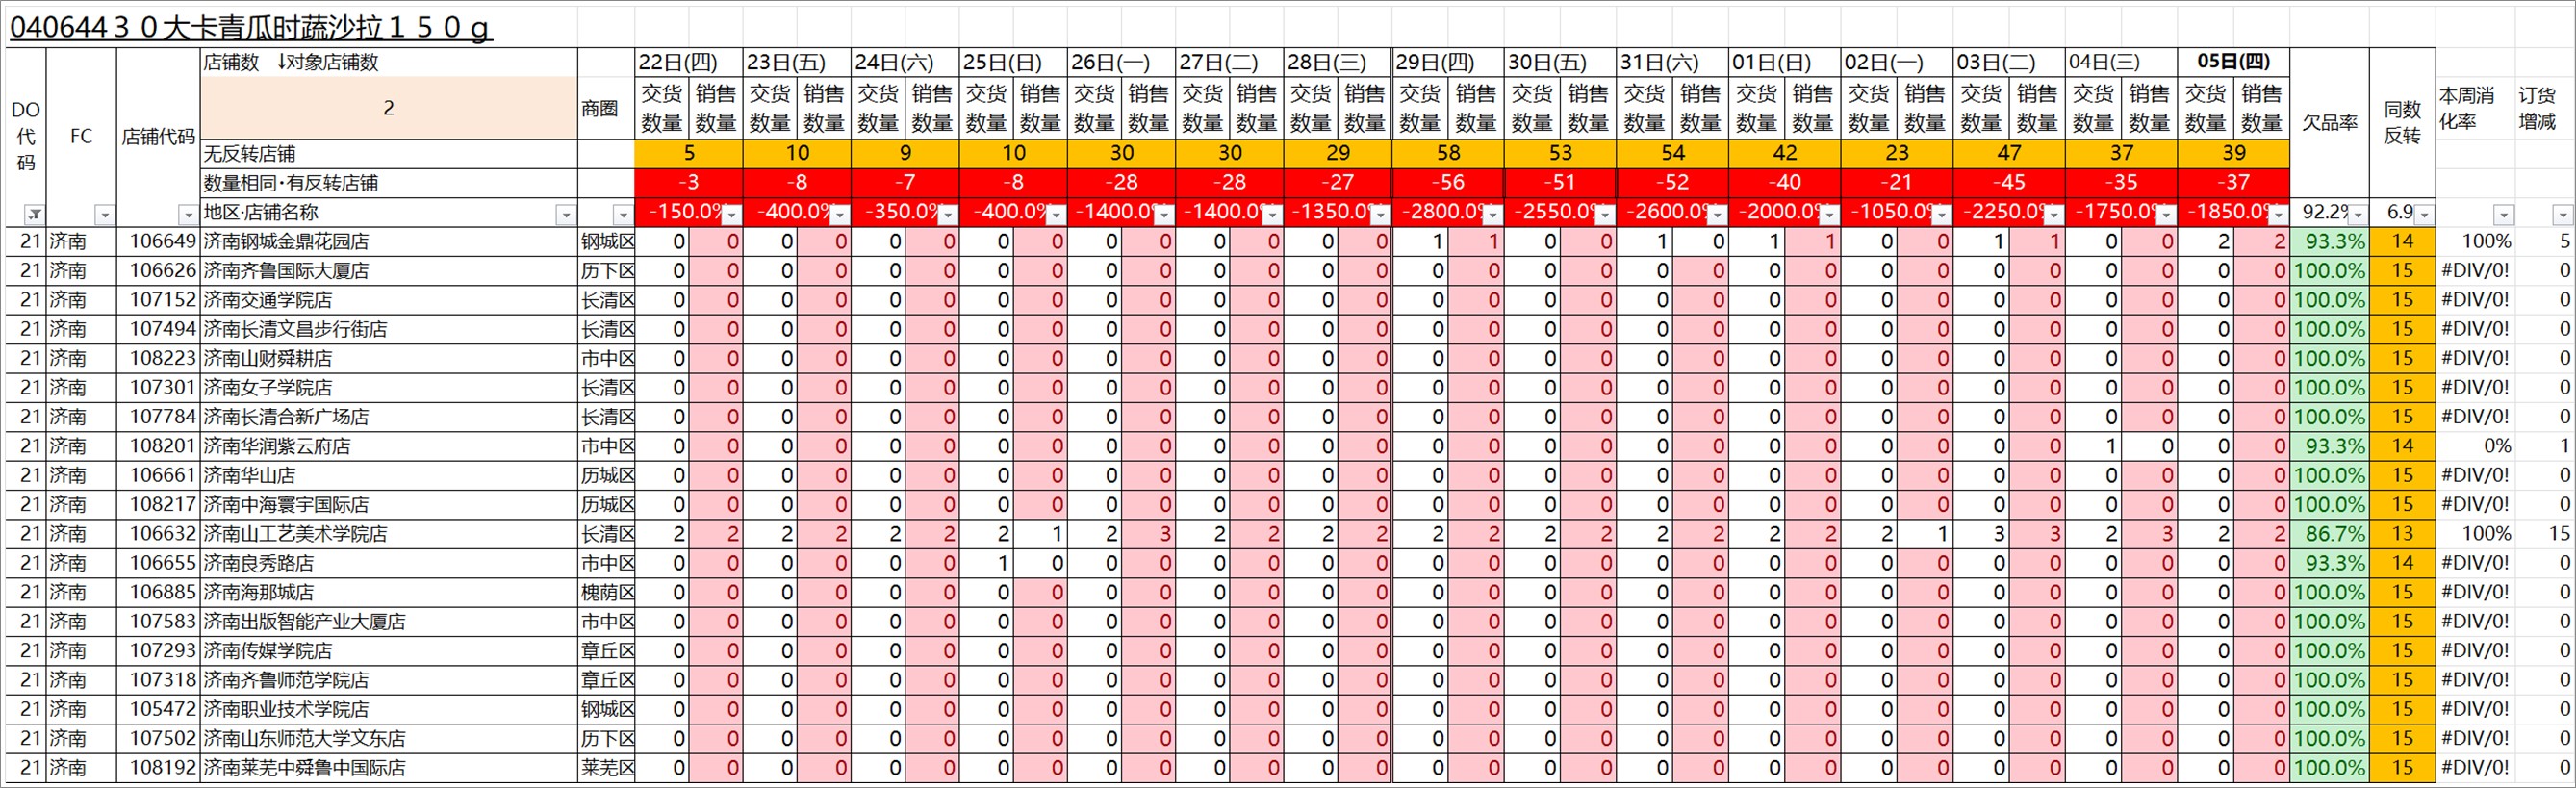 040644３０大卡青瓜时蔬沙拉１５０ｇ
店铺数 ↓对象店铺数 22日(四) 23日(五) 24日(六) 25日(日) 26日(一) 27日(二) 28日(三) 29日(四) 30日(五) 31日(六) 01日(日) 02日(一) 03日(二) 04日(三) 05日(四)
DO代码 FC 店铺代码 2 商圈 交货数量 销售数量 交货数量 销售数量 交货数量 销售数量 交货数量 销售数量 交货数量 销售数量 交货数量 销售数量 交货数量 销售数量 交货数量 销售数量 交货数量 销售数量 交货数量 销售数量 交货数量 销售数量 交货数量 销售数量 交货数量 销售数量 交货数量 销售数量 交货数量 销售数量 欠品率 同数反转 本周消化率 订货增减
无反转店铺 5 10 9 10 30 30 29 58 53 54 42 23 47 37 39
数量相同·有反转店铺 -3 -8 -7 -8 -28 -28 -27 -56 -51 -52 -40 -21 -45 -35 -37
地区·店铺名称 -150.0% -400.0% -350.0% -400.0% -1400.0% -1400.0% -1350.0% -2800.0% -2550.0% -2600.0% -2000.0% -1050.0% -2250.0% -1750.0% -1850.0% 92.2% 6.9
21 济南 106649 济南钢城金鼎花园店 钢城区 0 0 0 0 0 0 0 0 0 0 0 0 0 0 1 1 0 0 1 0 1 1 0 0 1 1 0 0 2 2 93.3% 14 100% 5
21 济南 106626 济南齐鲁国际大厦店 历下区 0 0 0 0 0 0 0 0 0 0 0 0 0 0 0 0 0 0 0 0 0 0 0 0 0 0 0 0 0 0 100.0% 15 #DIV/0! 0
21 济南 107152 济南交通学院店 长清区 0 0 0 0 0 0 0 0 0 0 0 0 0 0 0 0 0 0 0 0 0 0 0 0 0 0 0 0 0 0 100.0% 15 #DIV/0! 0
21 济南 107494 济南长清文昌步行街店 长清区 0 0 0 0 0 0 0 0 0 0 0 0 0 0 0 0 0 0 0 0 0 0 0 0 0 0 0 0 0 0 100.0% 15 #DIV/0! 0
21 济南 108223 济南山财舜耕店 市中区 0 0 0 0 0 0 0 0 0 0 0 0 0 0 0 0 0 0 0 0 0 0 0 0 0 0 0 0 0 0 100.0% 15 #DIV/0! 0
21 济南 107301 济南女子学院店 长清区 0 0 0 0 0 0 0 0 0 0 0 0 0 0 0 0 0 0 0 0 0 0 0 0 0 0 0 0 0 0 100.0% 15 #DIV/0! 0
21 济南 107784 济南长清合新广场店 长清区 0 0 0 0 0 0 0 0 0 0 0 0 0 0 0 0 0 0 0 0 0 0 0 0 0 0 0 0 0 0 100.0% 15 #DIV/0! 0
21 济南 108201 济南华润紫云府店 市中区 0 0 0 0 0 0 0 0 0 0 0 0 0 0 0 0 0 0 0 0 0 0 0 0 0 0 1 0 0 0 93.3% 14 0% 1
21 济南 106661 济南华山店 历城区 0 0 0 0 0 0 0 0 0 0 0 0 0 0 0 0 0 0 0 0 0 0 0 0 0 0 0 0 0 0 100.0% 15 #DIV/0! 0
21 济南 108217 济南中海寰宇国际店 历城区 0 0 0 0 0 0 0 0 0 0 0 0 0 0 0 0 0 0 0 0 0 0 0 0 0 0 0 0 0 0 100.0% 15 #DIV/0! 0
21 济南 106632 济南山工艺美术学院店 长清区 2 2 2 2 2 2 2 1 2 3 2 2 2 2 2 2 2 2 2 2 2 2 2 1 3 3 2 3 2 2 86.7% 13 100% 15
21 济南 106655 济南良秀路店 市中区 0 0 0 0 0 0 1 0 0 0 0 0 0 0 0 0 0 0 0 0 0 0 0 0 0 0 0 0 0 0 93.3% 14 #DIV/0! 0
21 济南 106885 济南海那城店 槐荫区 0 0 0 0 0 0 0 0 0 0 0 0 0 0 0 0 0 0 0 0 0 0 0 0 0 0 0 0 0 0 100.0% 15 #DIV/0! 0
21 济南 107583 济南出版智能产业大厦店 市中区 0 0 0 0 0 0 0 0 0 0 0 0 0 0 0 0 0 0 0 0 0 0 0 0 0 0 0 0 0 0 100.0% 15 #DIV/0! 0
21 济南 107293 济南传媒学院店 章丘区 0 0 0 0 0 0 0 0 0 0 0 0 0 0 0 0 0 0 0 0 0 0 0 0 0 0 0 0 0 0 100.0% 15 #DIV/0! 0
21 济南 107318 济南齐鲁师范学院店 章丘区 0 0 0 0 0 0 0 0 0 0 0 0 0 0 0 0 0 0 0 0 0 0 0 0 0 0 0 0 0 0 100.0% 15 #DIV/0! 0
21 济南 105472 济南职业技术学院店 钢城区 0 0 0 0 0 0 0 0 0 0 0 0 0 0 0 0 0 0 0 0 0 0 0 0 0 0 0 0 0 0 100.0% 15 #DIV/0! 0
21 济南 107502 济南山东师范大学文东店 历下区 0 0 0 0 0 0 0 0 0 0 0 0 0 0 0 0 0 0 0 0 0 0 0 0 0 0 0 0 0 0 100.0% 15 #DIV/0! 0
21 济南 108192 济南莱芜中舜鲁中国际店 莱芜区 0 0 0 0 0 0 0 0 0 0 0 0 0 0 0 0 0 0 0 0 0 0 0 0 0 0 0 0 0 0 100.0% 15 #DIV/0! 0